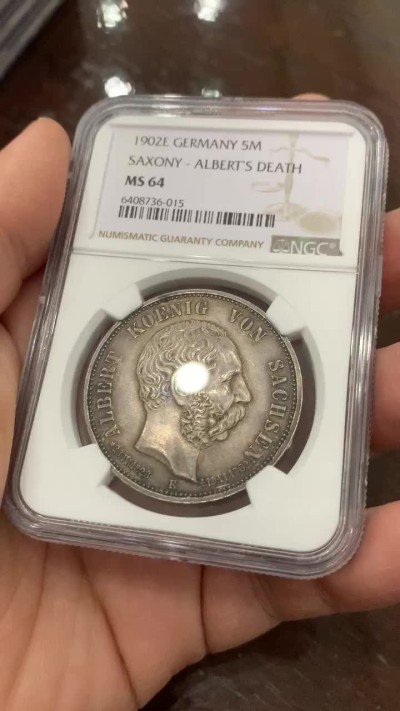 1902E GERMANY 5M
SAXONY - ALBERT'S DEATH
MS 64
6408736-015
NUMISMATIC GUARANTY COMPANY
NGC®
ALBERT KOENIG VON SACHSEN
E